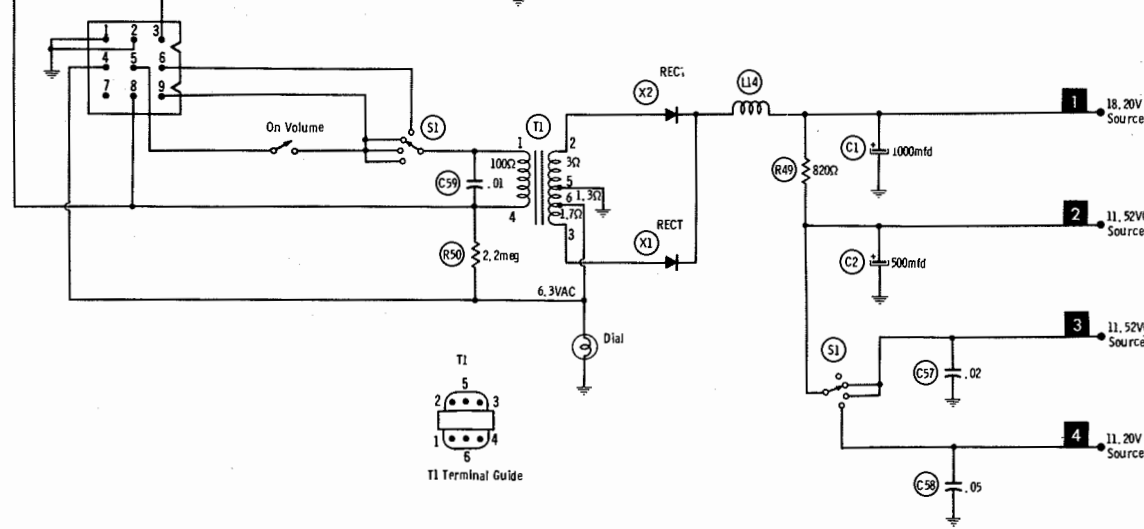 1 2 3
4 5 6
7 8 9
On Volume
S1
C59 .01
R50 2.2meg
T1
1
100Ω
4
2
3Ω
5
6 1.3Ω
1.7Ω
3
6.3VAC
Dial
X2
X1
RECT
L14
C1
1000mfd
R49 820Ω
C2
500mfd
S1
C57 .02
C58 .05
1
18.20V
Source
2
11.52V
Source
3
11.52V
Source
4
11.20V
Source
T1
5
2 3
1 4
6
T1 Terminal Guide